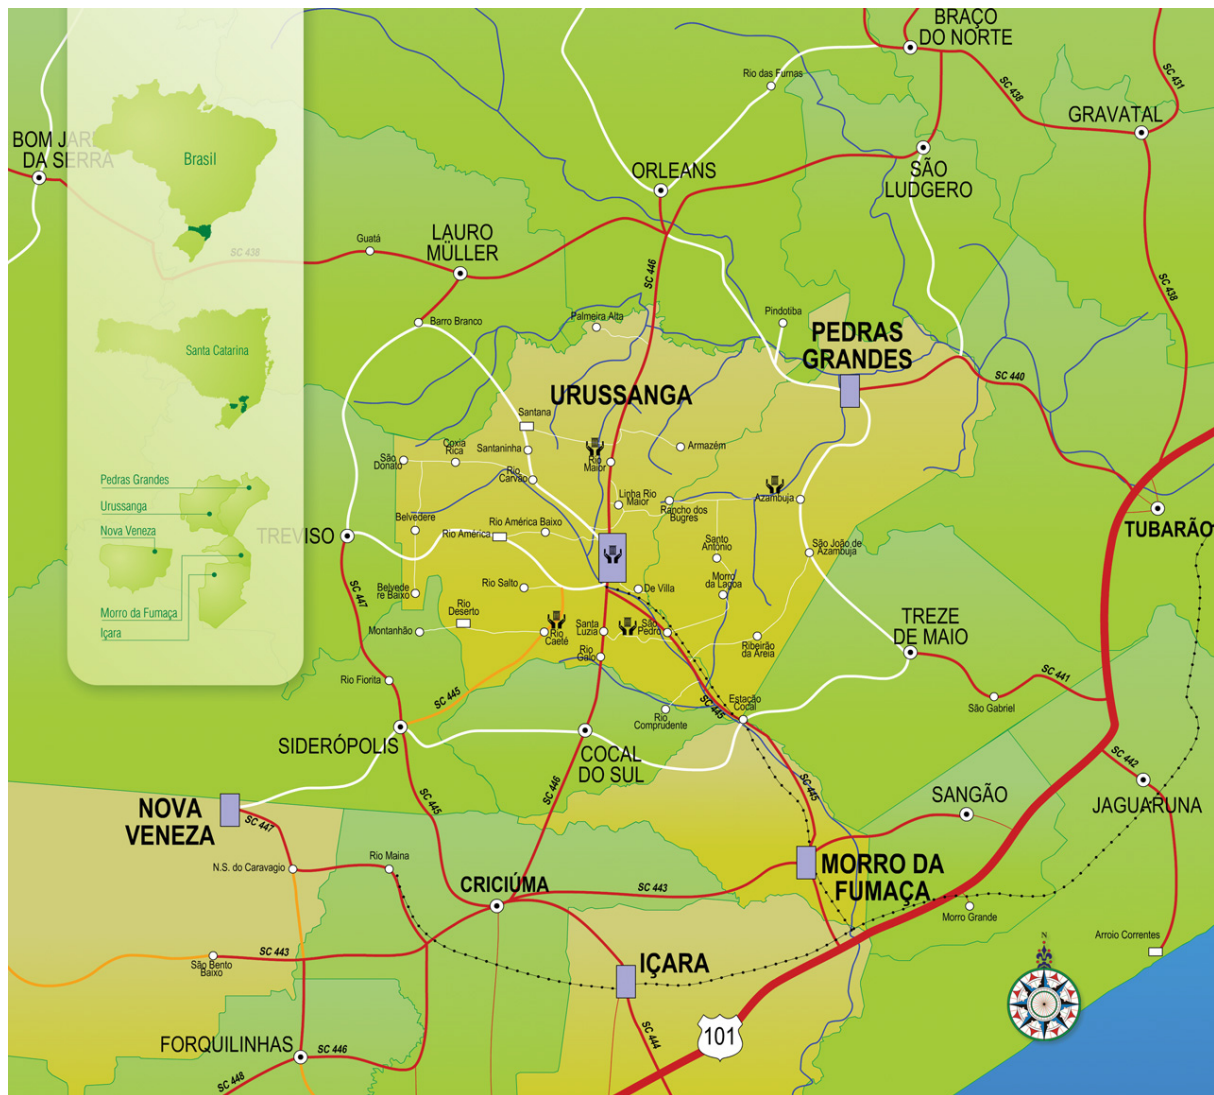 BRAÇO
DO NORTE
Rio das Furnas
SC 438
SC 431
GRAVATAL
BOM JARI
DA SERRA
Brasil
ORLEANS
SÃO
LUDGERO
Guatá
LAURO
MÜLLER
SC 438
SC 446
SC 438
Palmeira Alta
Pindotiba
Barro Branco
PEDRAS
GRANDES
Santa Catarina
SC 440
URUSSANGA
Santana
Coxia
Rica
Santaninha
Armazém
São
Donato
Rio
Maior
Rio
Carvão
Pedras Grandes
Urussanga
Nova Veneza
Linha Rio
Maior
Rancho dos
Bugres
Azambuja
Belvedere
Rio América Baixo
Rio América
TREVISO
TUBARÃO
Santo
Antônio
São João de
Azambuja
Morro
da Lagoa
Belvede
re Baixo
Rio Salto
De Villa
SC 447
Rio
Deserto
Morro da Fumaça
Içara
Montanhão
Rio
Caeté
Santa
Luzia
São
Pedro
Rio
Galo
Ribeirão
da Areia
TREZE
DE MAIO
SC 441
São Gabriel
Rio Fiorita
SC 445
SC 445
Estação
Cocal
Rio
Comprudente
SIDERÓPOLIS
COCAL
DO SUL
SC 442
JAGUARUNA
SANGÃO
NOVA
VENEZA
SC 447
SC 445
SC 446
SC 445
N.S. do Caravagio
Rio Maina
MORRO DA
FUMAÇA
CRICIÚMA
SC 443
Morro Grande
Arroio Correntes
N
SC 443
São Bento
Baixo
IÇARA
101
FORQUILINHAS
SC 446
SC 444
SC 448